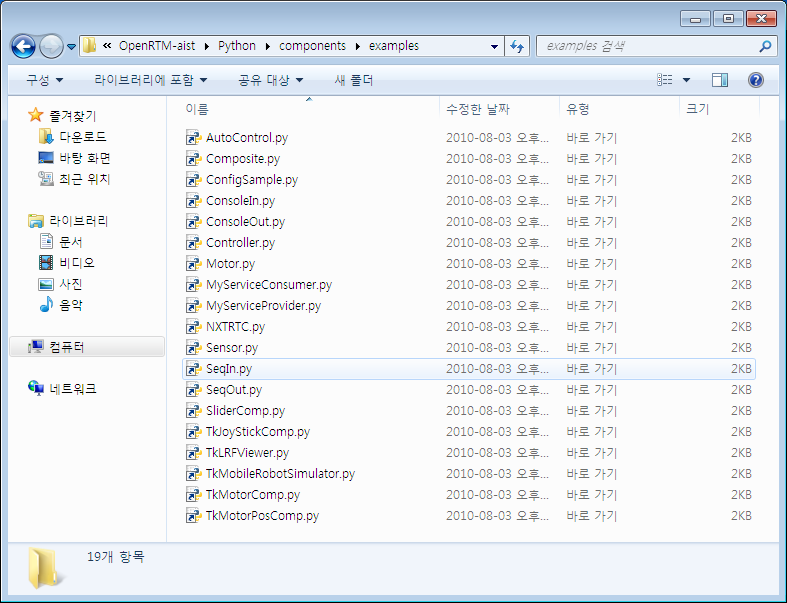 « OpenRTM-aist ▸ Python ▸ components ▸ examples
examples 검색
구성 라이브러리에 포함 공유 대상 새 폴더
즐겨찾기
다운로드
바탕 화면
최근 위치
라이브러리
문서
비디오
사진
음악
컴퓨터
네트워크
이름 수정한 날짜 유형 크기
AutoControl.py 2010-08-03 오후... 바로 가기 2KB
Composite.py 2010-08-03 오후... 바로 가기 2KB
ConfigSample.py 2010-08-03 오후... 바로 가기 2KB
ConsoleIn.py 2010-08-03 오후... 바로 가기 2KB
ConsoleOut.py 2010-08-03 오후... 바로 가기 2KB
Controller.py 2010-08-03 오후... 바로 가기 2KB
Motor.py 2010-08-03 오후... 바로 가기 2KB
MyServiceConsumer.py 2010-08-03 오후... 바로 가기 2KB
MyServiceProvider.py 2010-08-03 오후... 바로 가기 2KB
NXTRTC.py 2010-08-03 오후... 바로 가기 2KB
Sensor.py 2010-08-03 오후... 바로 가기 2KB
SeqIn.py 2010-08-03 오후... 바로 가기 2KB
SeqOut.py 2010-08-03 오후... 바로 가기 2KB
SliderComp.py 2010-08-03 오후... 바로 가기 2KB
TkJoyStickComp.py 2010-08-03 오후... 바로 가기 2KB
TkLRFViewer.py 2010-08-03 오후... 바로 가기 2KB
TkMobileRobotSimulator.py 2010-08-03 오후... 바로 가기 2KB
TkMotorComp.py 2010-08-03 오후... 바로 가기 2KB
TkMotorPosComp.py 2010-08-03 오후... 바로 가기 2KB
19개 항목